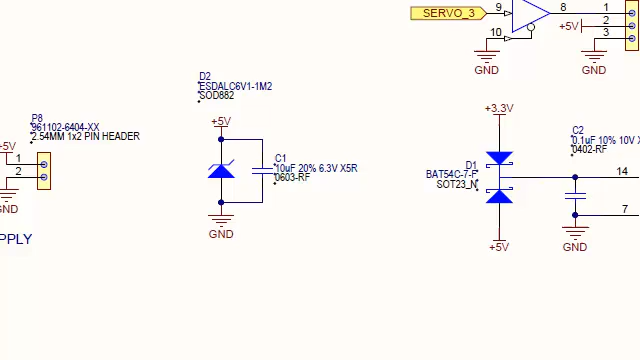 SERVO_3
9
8
10
1
2
3
+5V
GND
GND
D2
ESDALC6V1-1M2
SOD882
+5V
C1
10uF 20% 6.3V X5R
0603-RF
GND
P8
961102-6404-XX
2.54MM 1x2 PIN HEADER
+5V
1
2
GND
PPLY
+3.3V
D1
BAT54C-7-F
SOT23_N
+5V
C2
0.1uF 10% 10V X
0402-RF
14
7
GND